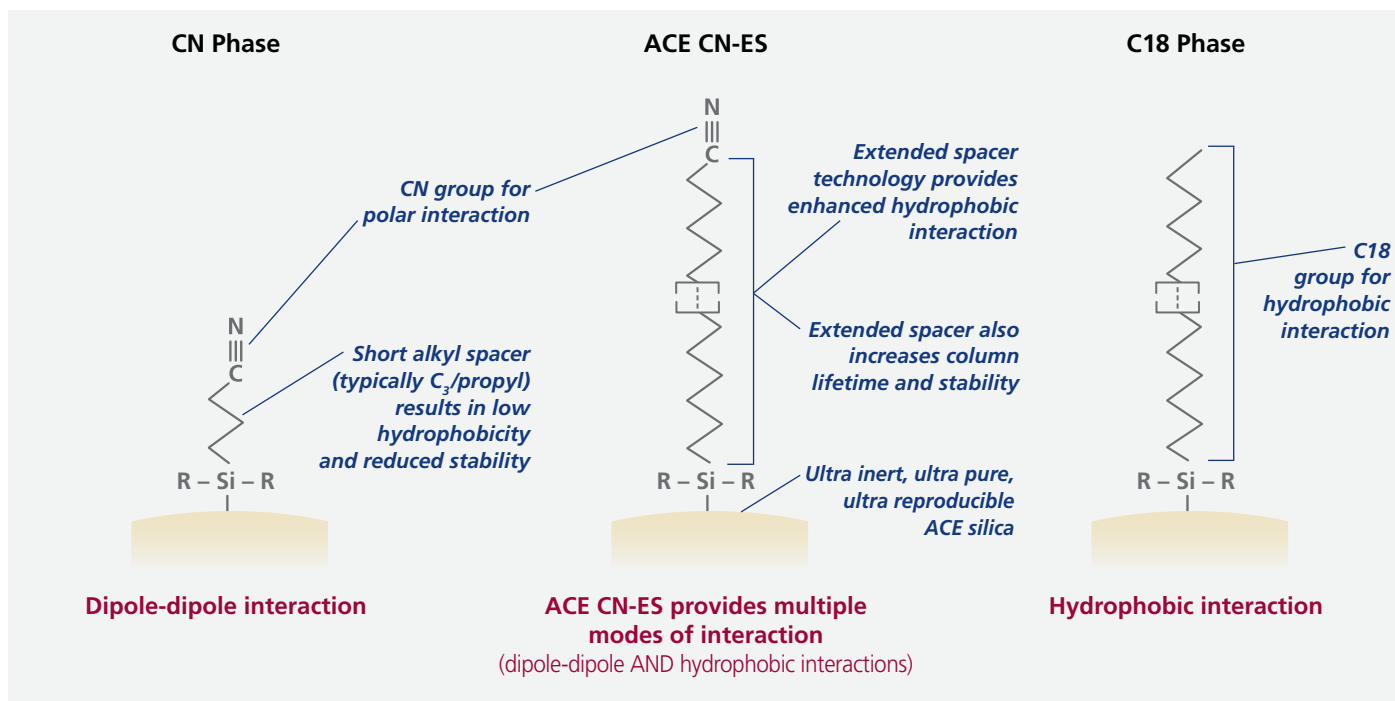 CN Phase
ACE CN-ES
C18 Phase
N
C
CN group for
polar interaction
N
C
Short alkyl spacer
(typically C₃/propyl)
results in low
hydrophobicity
and reduced stability
Extended spacer
technology provides
enhanced hydrophobic
interaction
Extended spacer also
increases column
lifetime and stability
C18
group for
hydrophobic
interaction
R – Si – R
R – Si – R
R – Si – R
Ultra inert, ultra pure,
ultra reproducible
ACE silica
Dipole-dipole interaction
ACE CN-ES provides multiple
modes of interaction
(dipole-dipole AND hydrophobic interactions)
Hydrophobic interaction